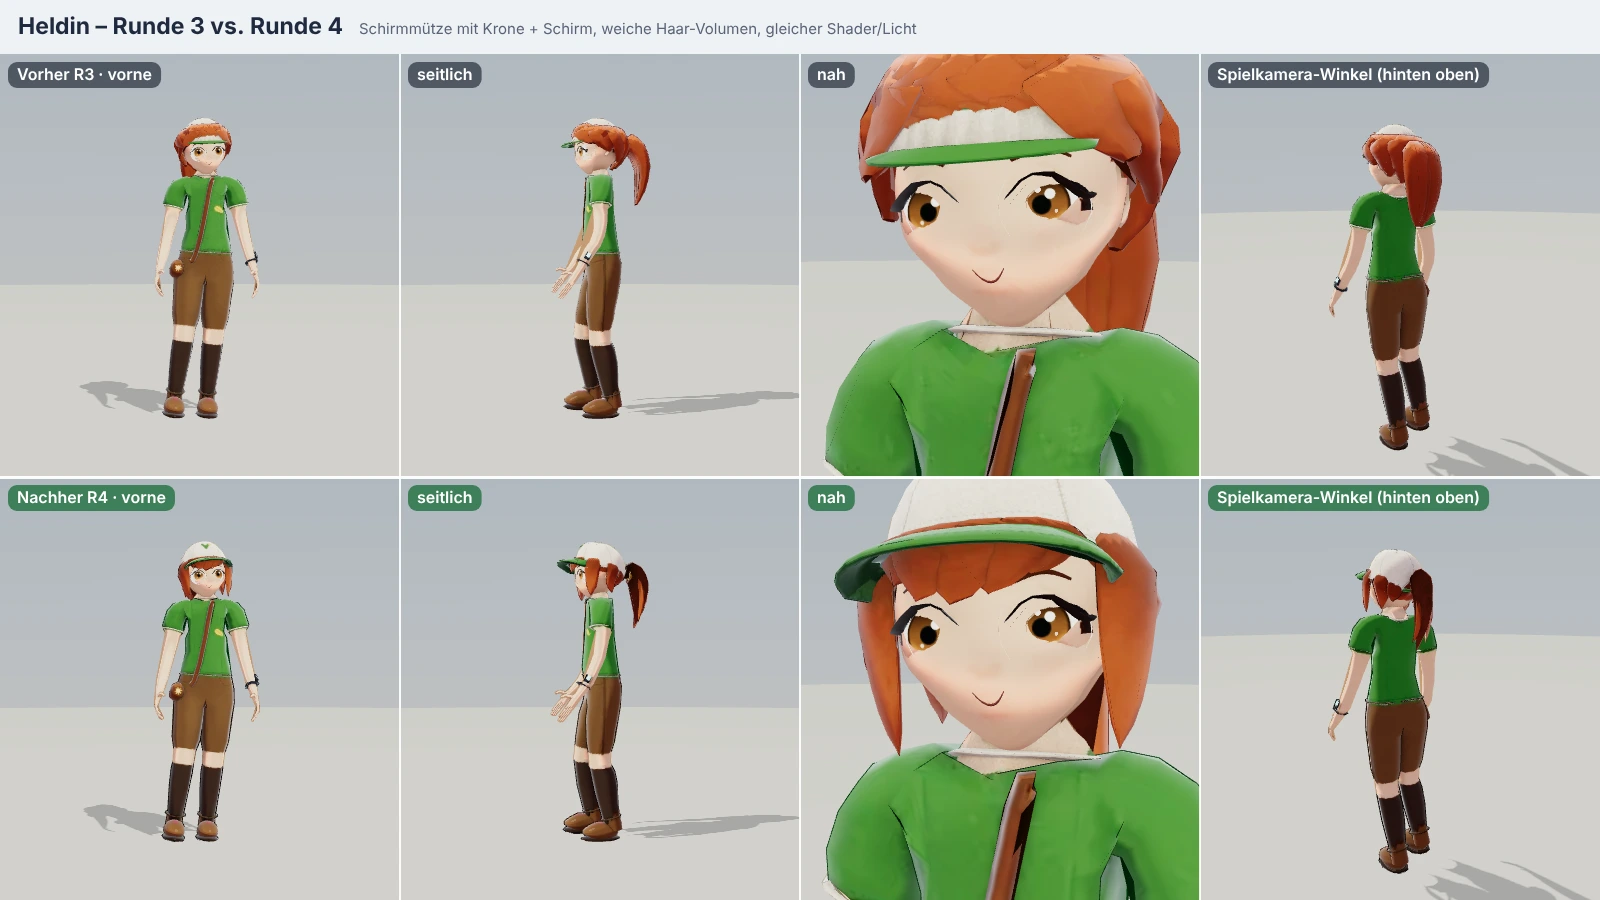 Heldin – Runde 3 vs. Runde 4 Schirmmütze mit Krone + Schirm, weiche Haar-Volumen, gleicher Shader/Licht
Vorher R3 · vorne
seitlich
nah
Spielkamera-Winkel (hinten oben)
Nachher R4 · vorne
seitlich
nah
Spielkamera-Winkel (hinten oben)